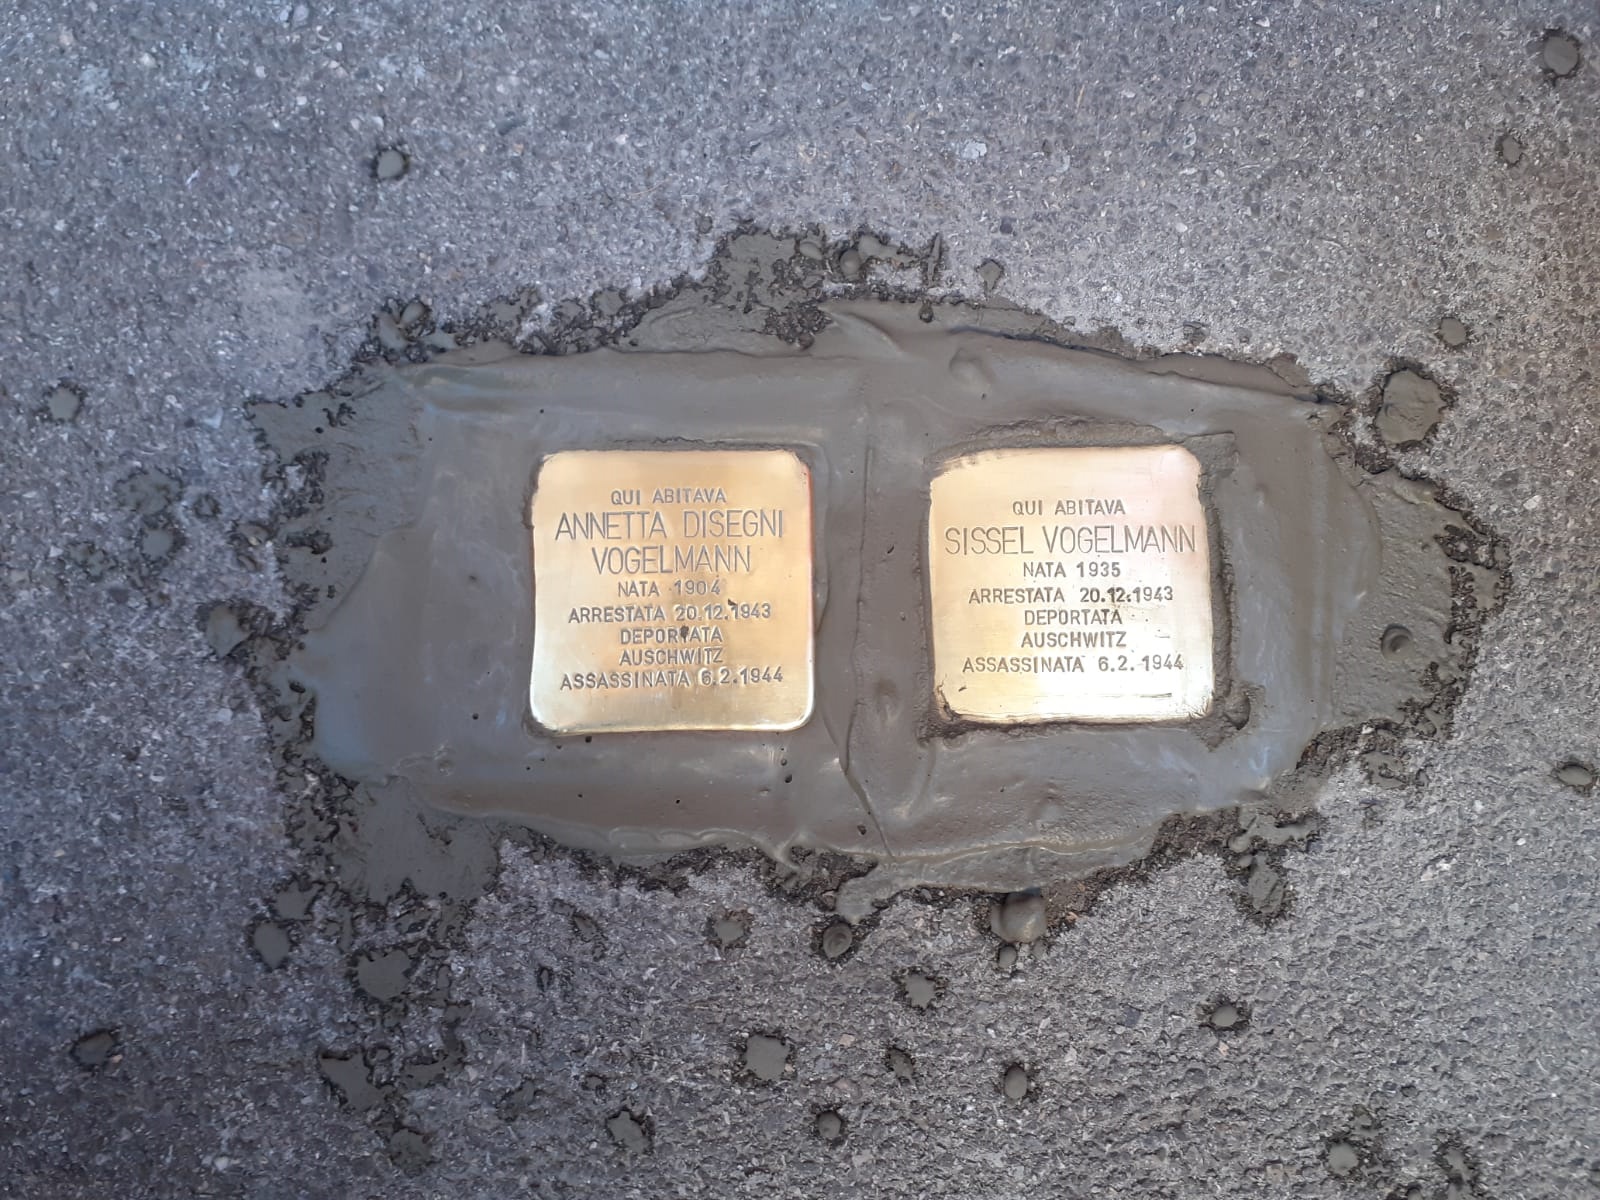 QUI ABITAVA
ANNETTA DISEGNI
VOGELMANN
NATA 1904
ARRESTATA 20.12.1943
DEPORTATA
AUSCHWITZ
ASSASSINATA 6.2.1944
QUI ABITAVA
SISSEL VOGELMANN
NATA 1935
ARRESTATA 20.12.1943
DEPORTATA
AUSCHWITZ
ASSASSINATA 6.2.1944